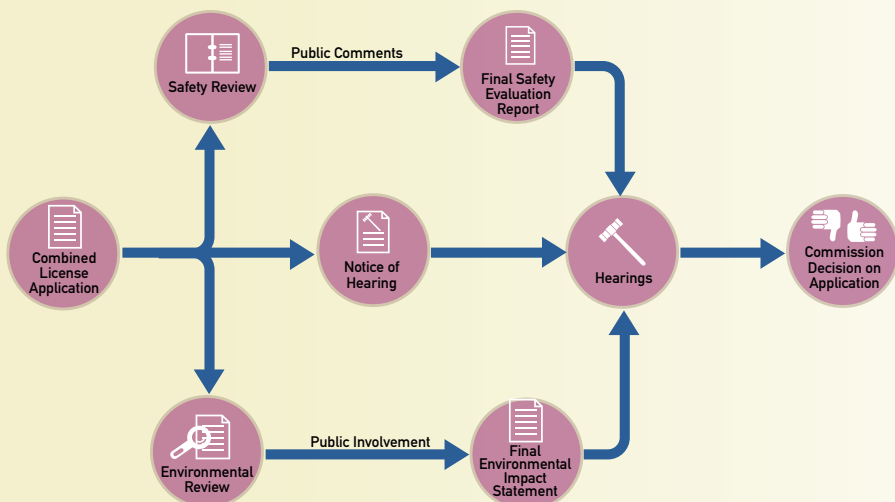 Public Comments
Safety Review
Final Safety
Evaluation
Report
Combined
License
Application
Notice of
Hearing
Hearings
Commission
Decision on
Application
Public Involvement
Environmental
Review
Final
Environmental
Impact
Statement